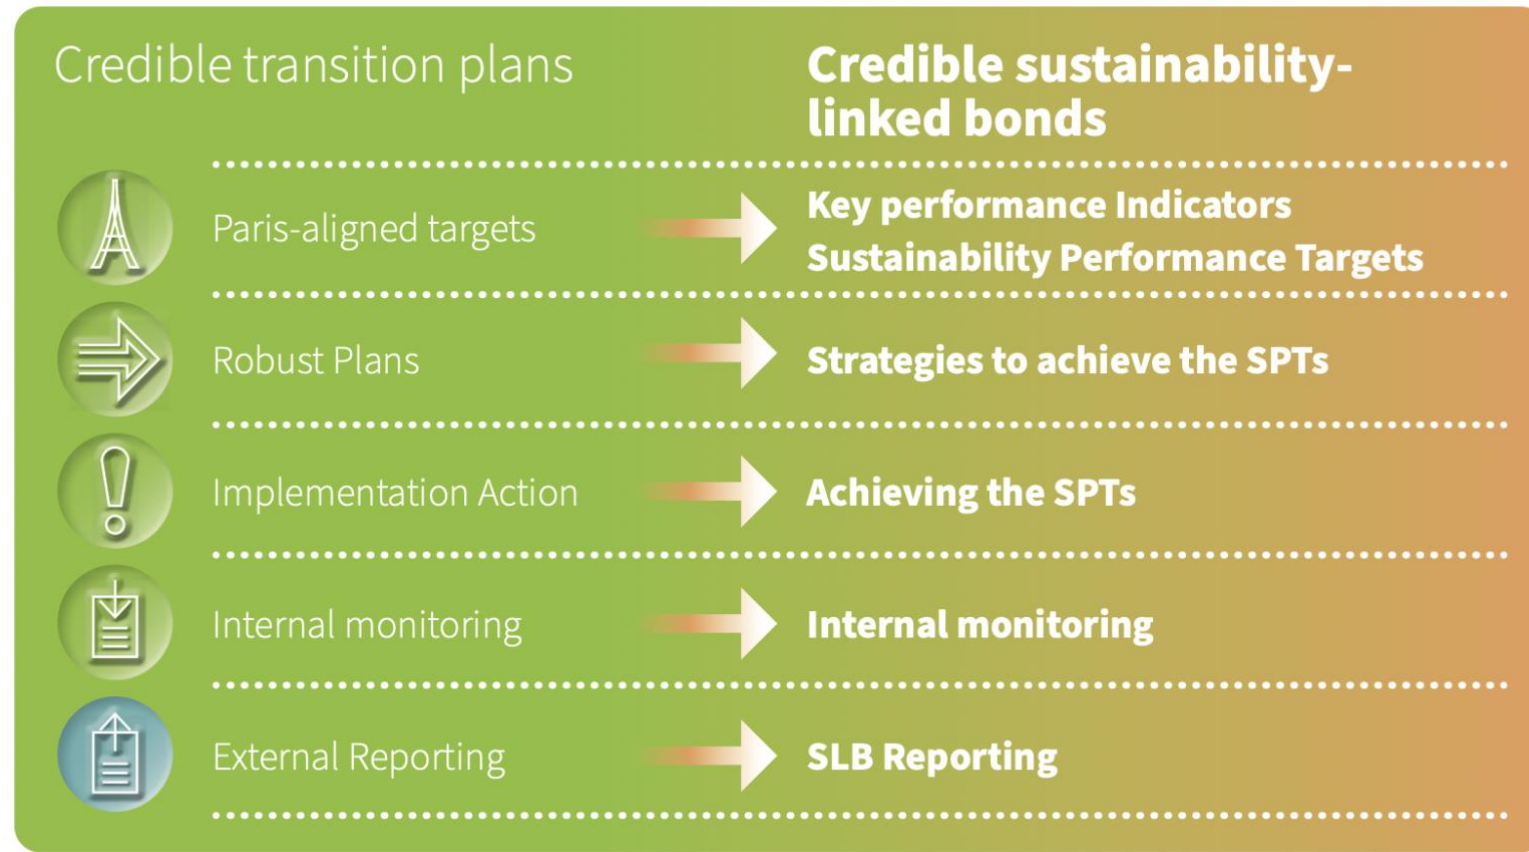 Credible transition plans
Credible sustainability-
linked bonds
Paris-aligned targets
Key performance Indicators
Sustainability Performance Targets
Robust Plans
Strategies to achieve the SPTs
Implementation Action
Achieving the SPTs
Internal monitoring
Internal monitoring
External Reporting
SLB Reporting